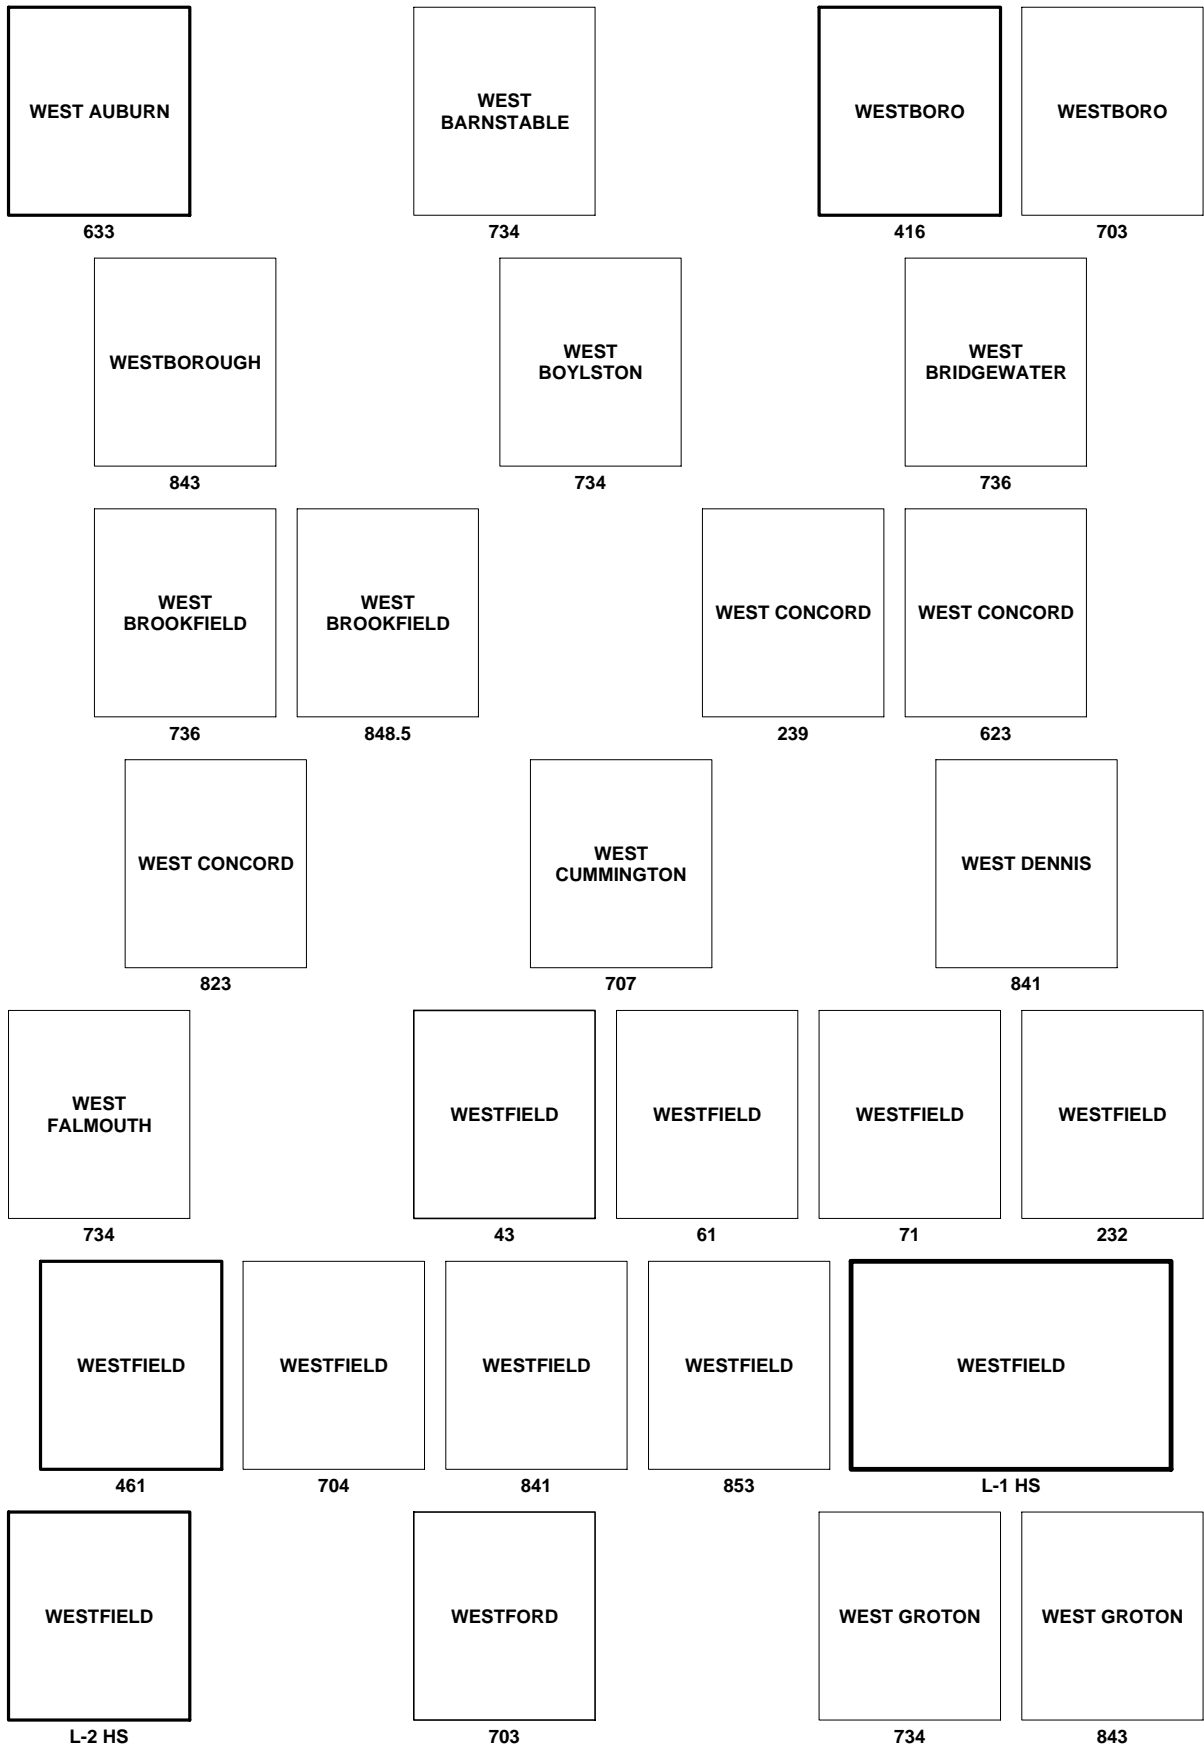 WEST AUBURN
633
WEST
BARNSTABLE
734
WESTBORO
416
WESTBORO
703
WESTBOROUGH
843
WEST
BOYLSTON
734
WEST
BRIDGEWATER
736
WEST
BROOKFIELD
736
WEST
BROOKFIELD
848.5
WEST CONCORD
239
WEST CONCORD
623
WEST CONCORD
823
WEST
CUMMINGTON
707
WEST DENNIS
841
WEST
FALMOUTH
734
WESTFIELD
43
WESTFIELD
61
WESTFIELD
71
WESTFIELD
232
WESTFIELD
461
WESTFIELD
704
WESTFIELD
841
WESTFIELD
853
WESTFIELD
L-1 HS
WESTFIELD
L-2 HS
WESTFORD
703
WEST GROTON
734
WEST GROTON
843